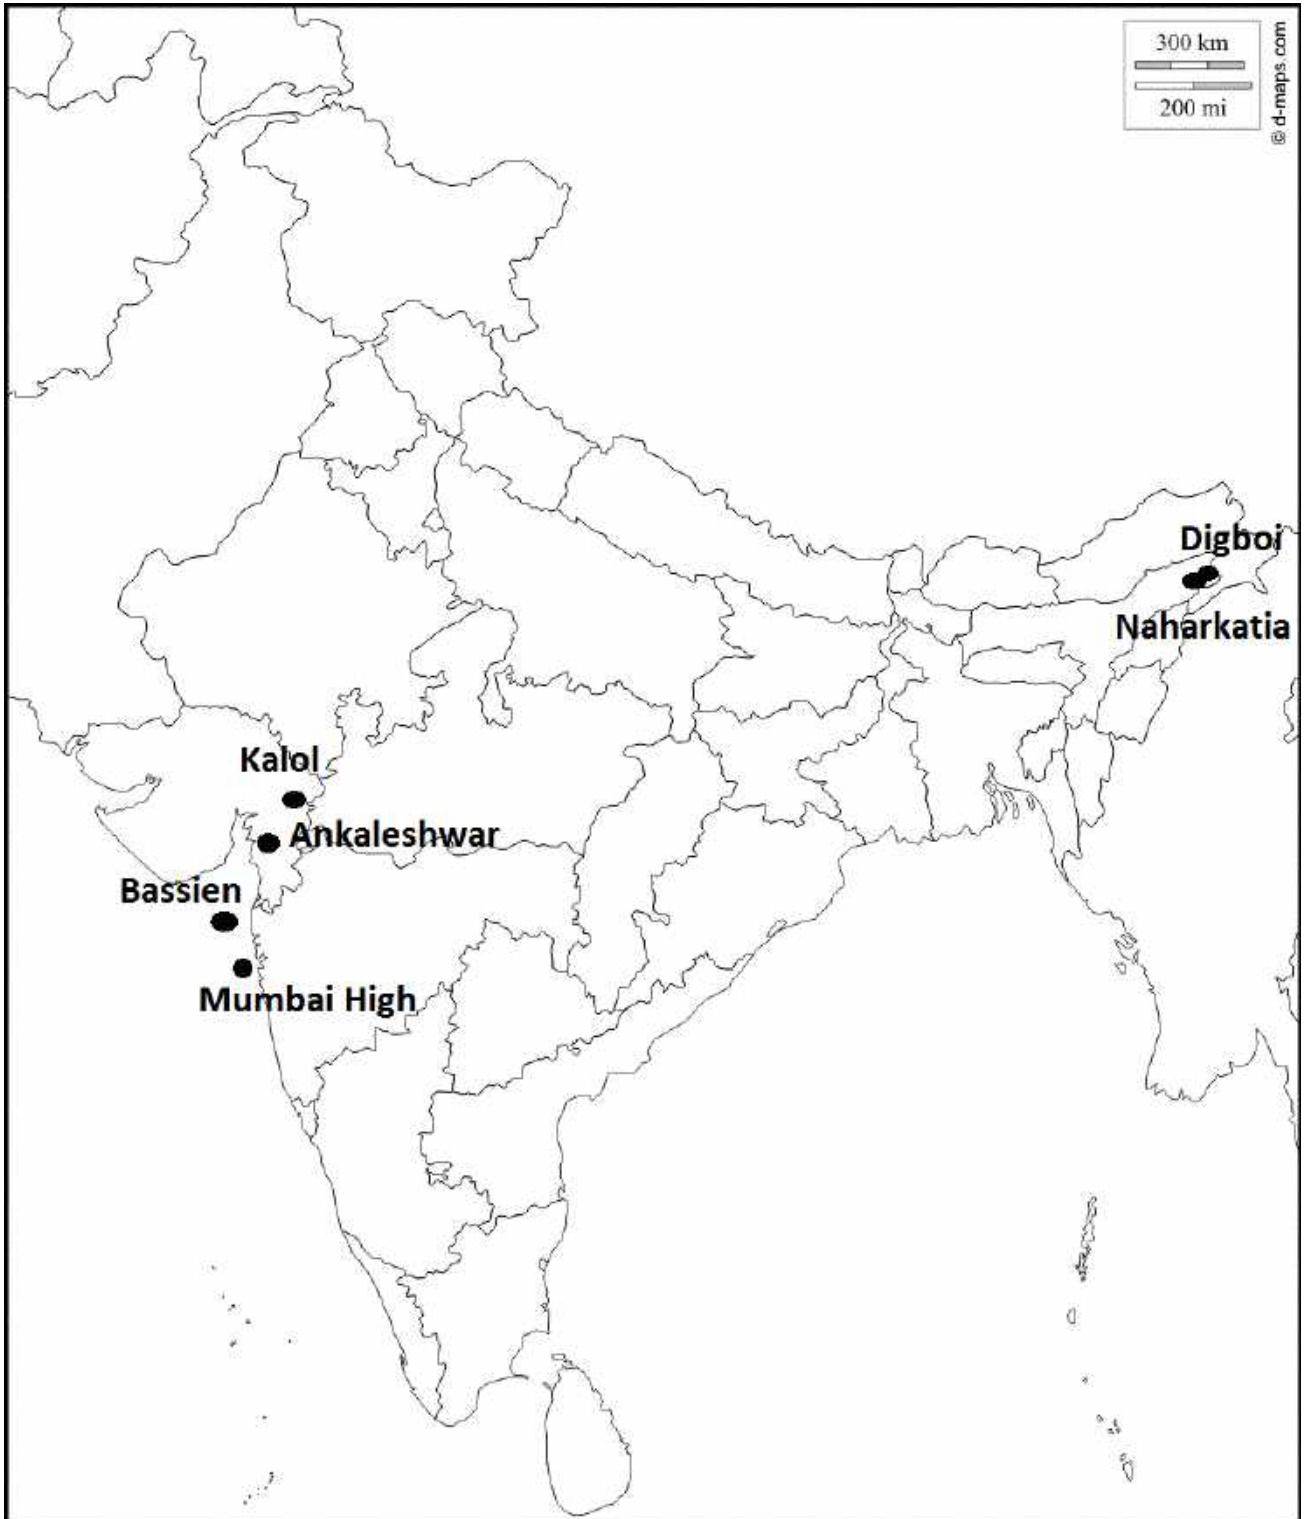 300 km
200 mi
© d-maps.com
Digboi
Naharkatia
Kalol
Ankaleshwar
Bassien
Mumbai High